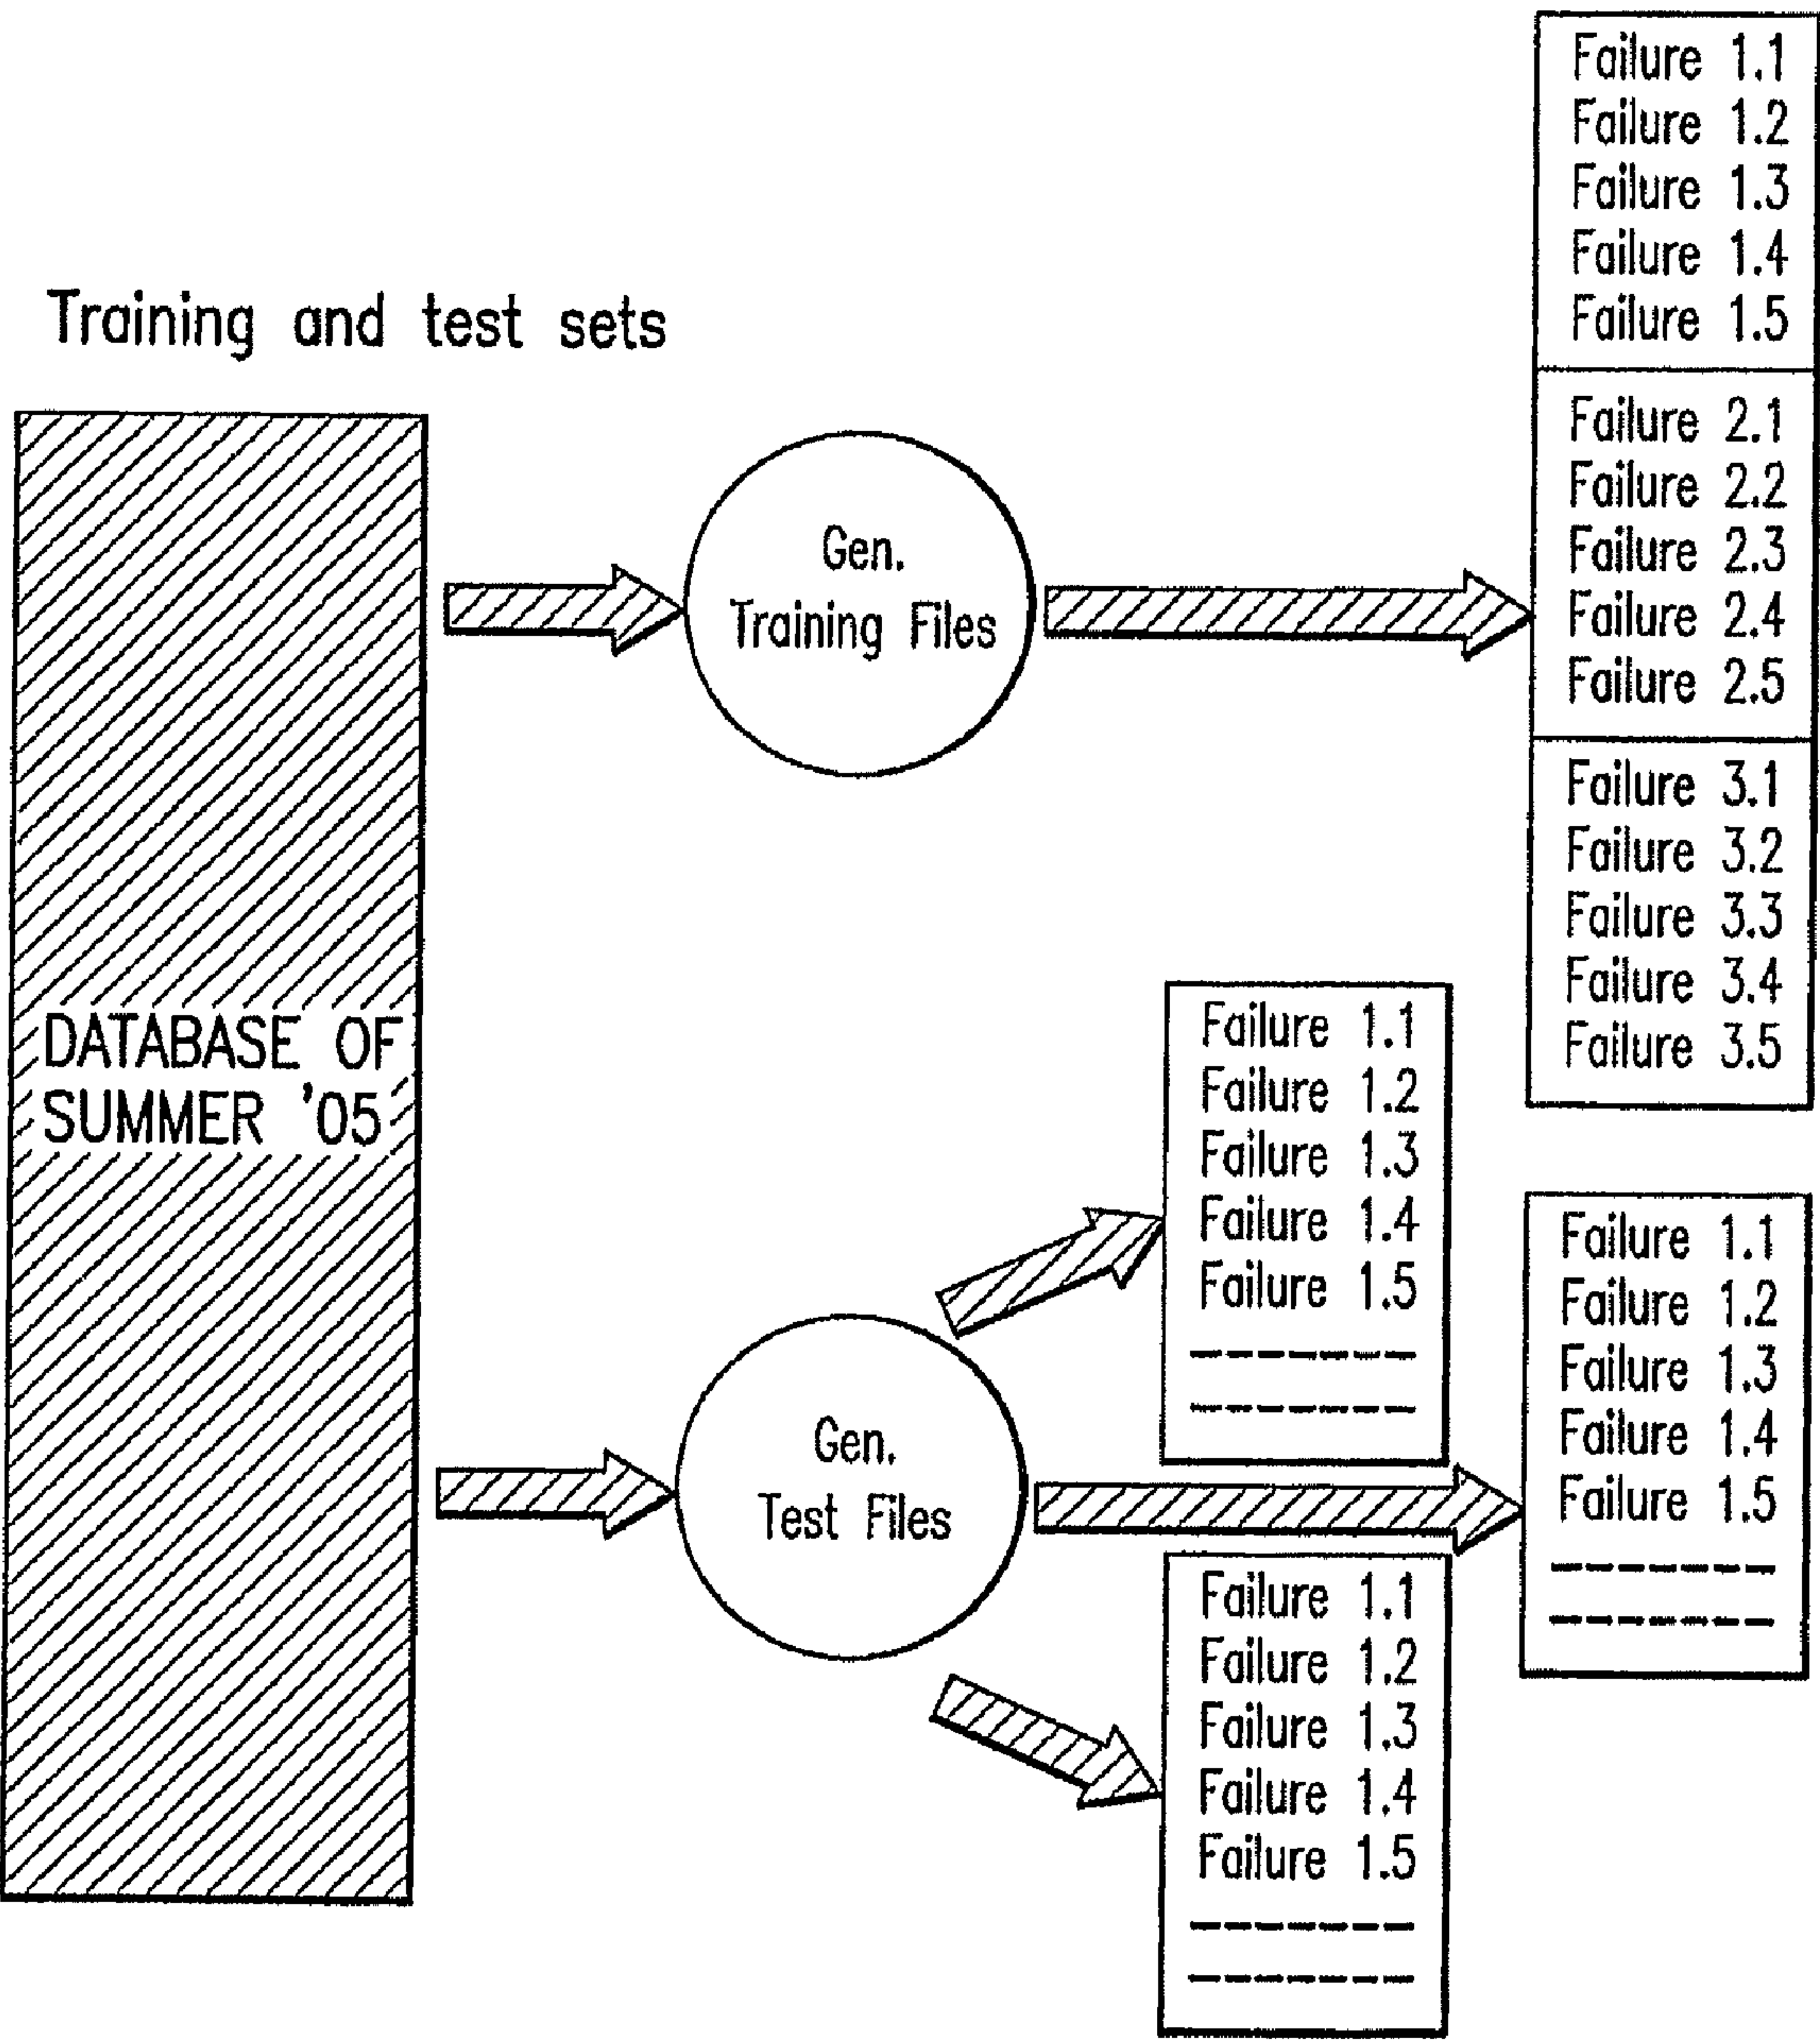 Training and test sets
DATABASE OF
SUMMER '05
Gen.
Training Files
Failure 1.1
Failure 1.2
Failure 1.3
Failure 1.4
Failure 1.5
Failure 2.1
Failure 2.2
Failure 2.3
Failure 2.4
Failure 2.5
Failure 3.1
Failure 3.2
Failure 3.3
Failure 3.4
Failure 3.5
Gen.
Test Files
Failure 1.1
Failure 1.2
Failure 1.3
Failure 1.4
Failure 1.5
Failure 1.1
Failure 1.2
Failure 1.3
Failure 1.4
Failure 1.5
Failure 1.1
Failure 1.2
Failure 1.3
Failure 1.4
Failure 1.5